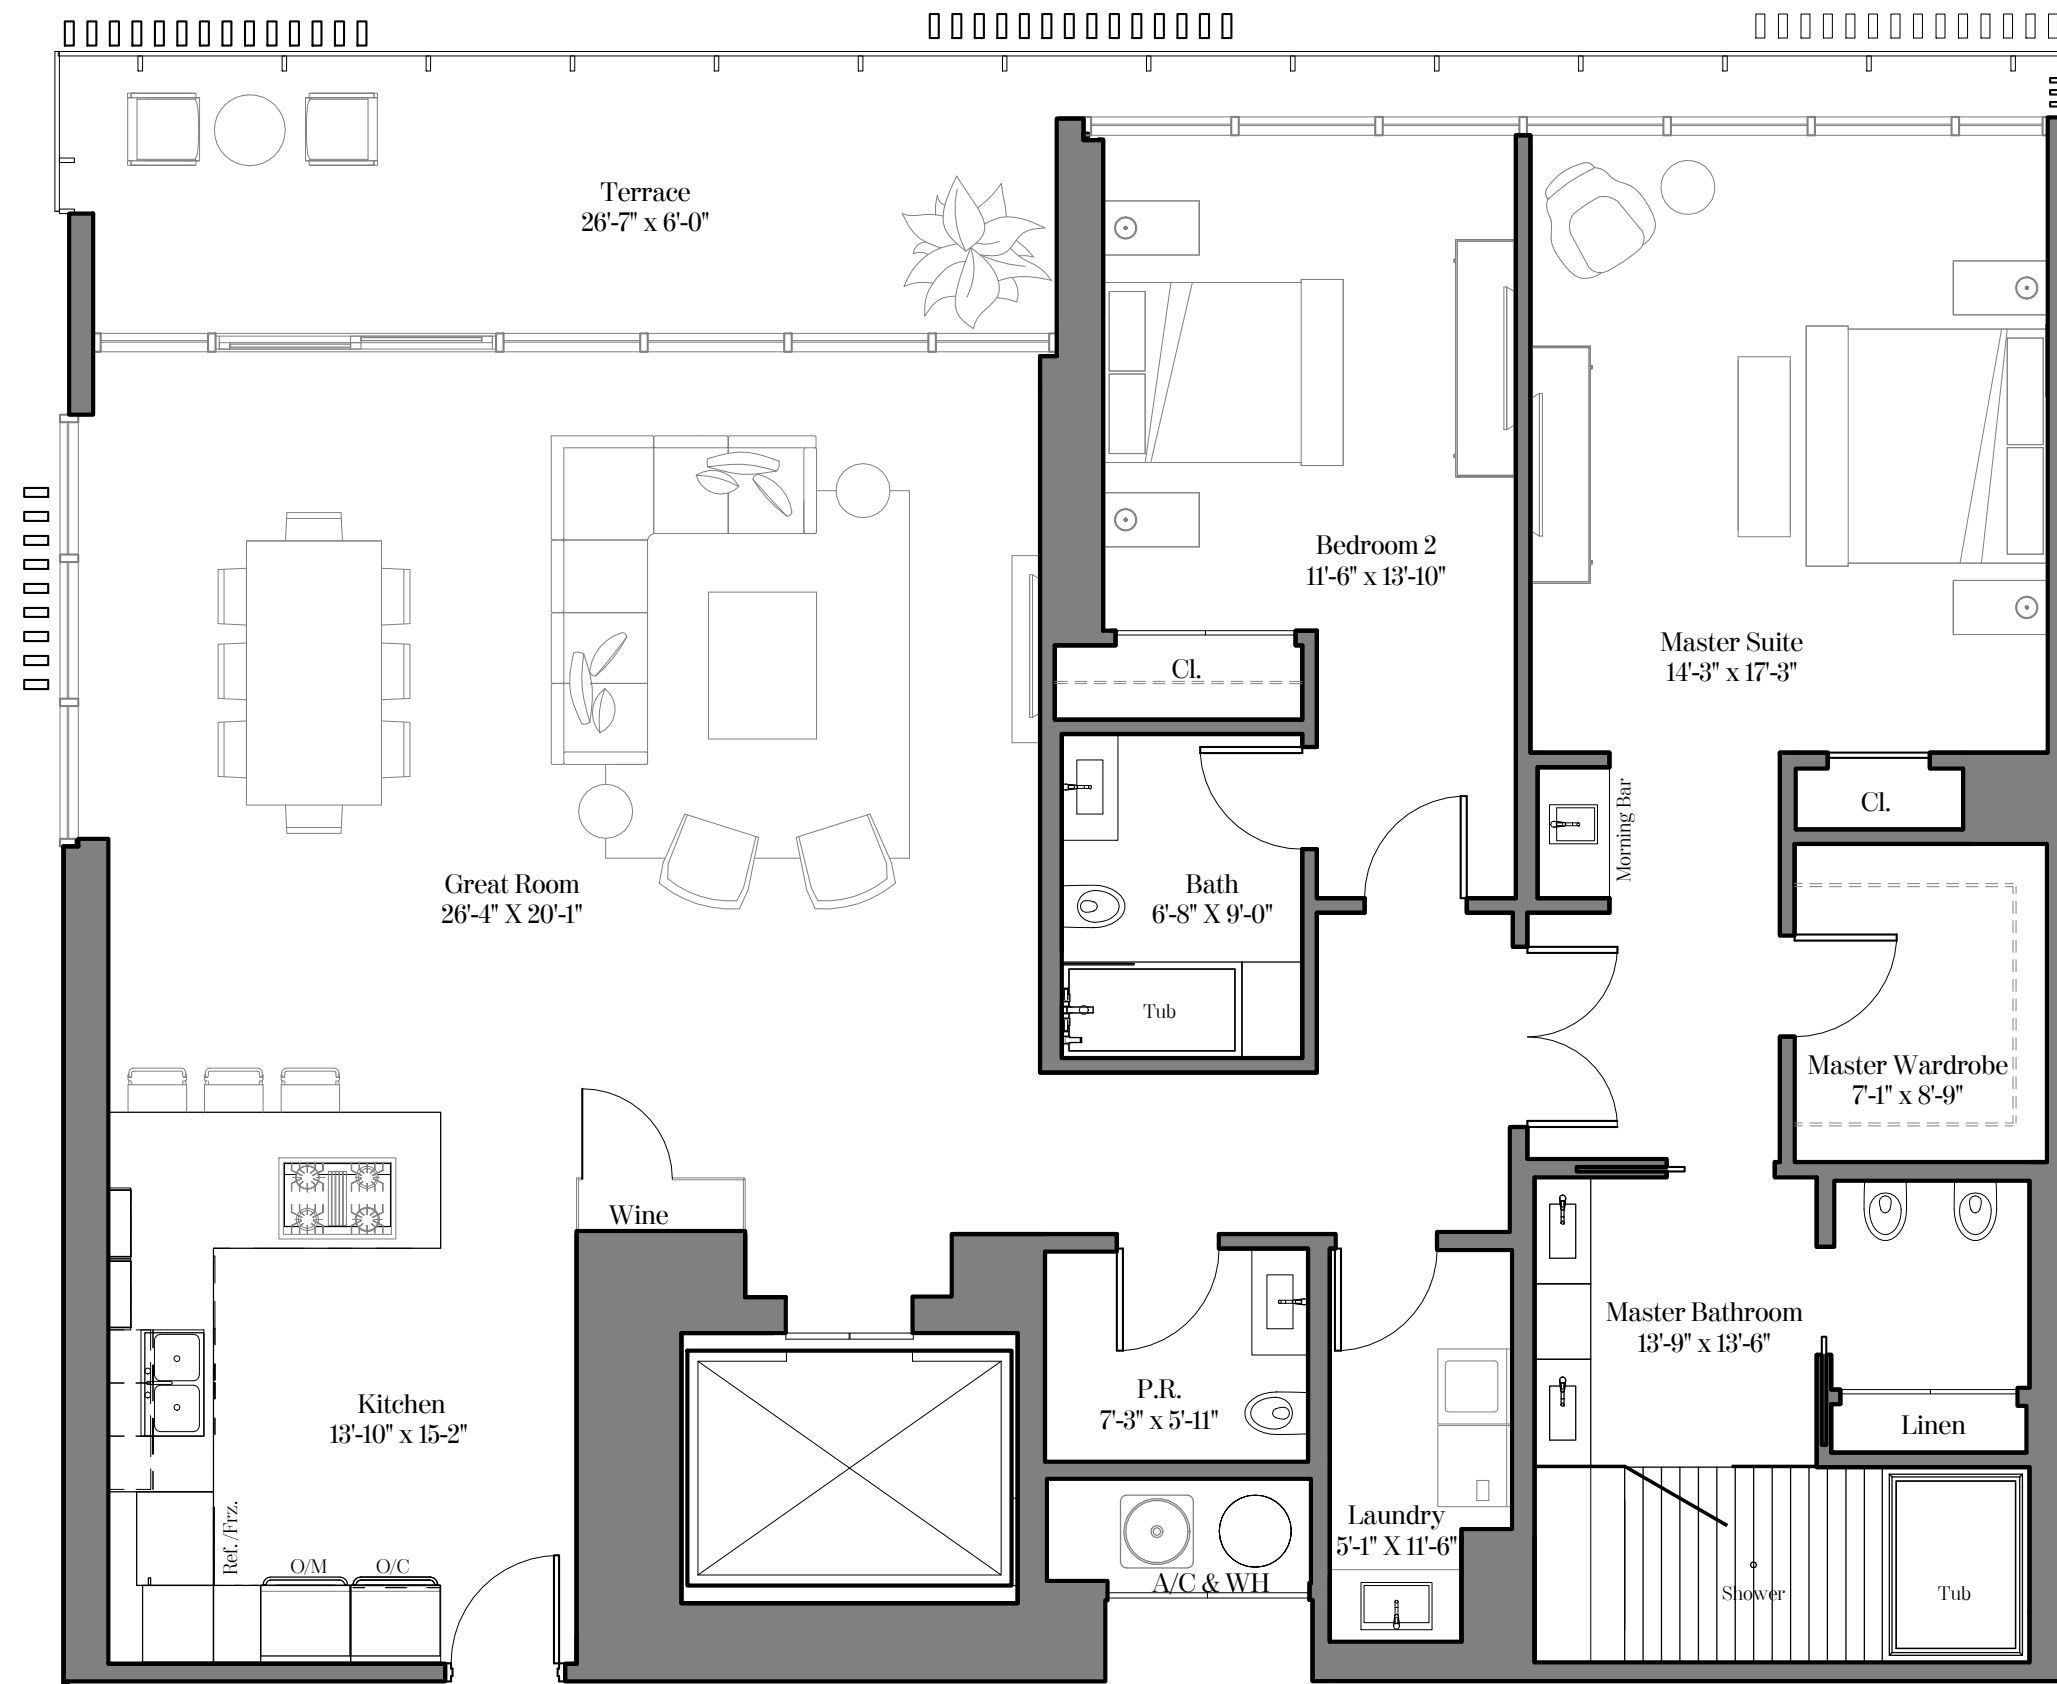 Terrace
26'-7" x 6'-0"
Bedroom 2
11'-6" x 13'-10"
Master Suite
14'-3" x 17'-3"
Cl.
Morning Bar
Cl.
Great Room
26'-4" X 20'-1"
Bath
6'-8" X 9'-0"
Tub
Master Wardrobe
7'-1" x 8'-9"
Wine
Master Bathroom
13'-9" x 13'-6"
Kitchen
13'-10" x 15-2"
P.R.
7'-3" x 5'-11"
Linen
Ref./Frz.
O/M
O/C
Laundry
5'-1" X 11'-6"
A/C & WH
Shower
Tub